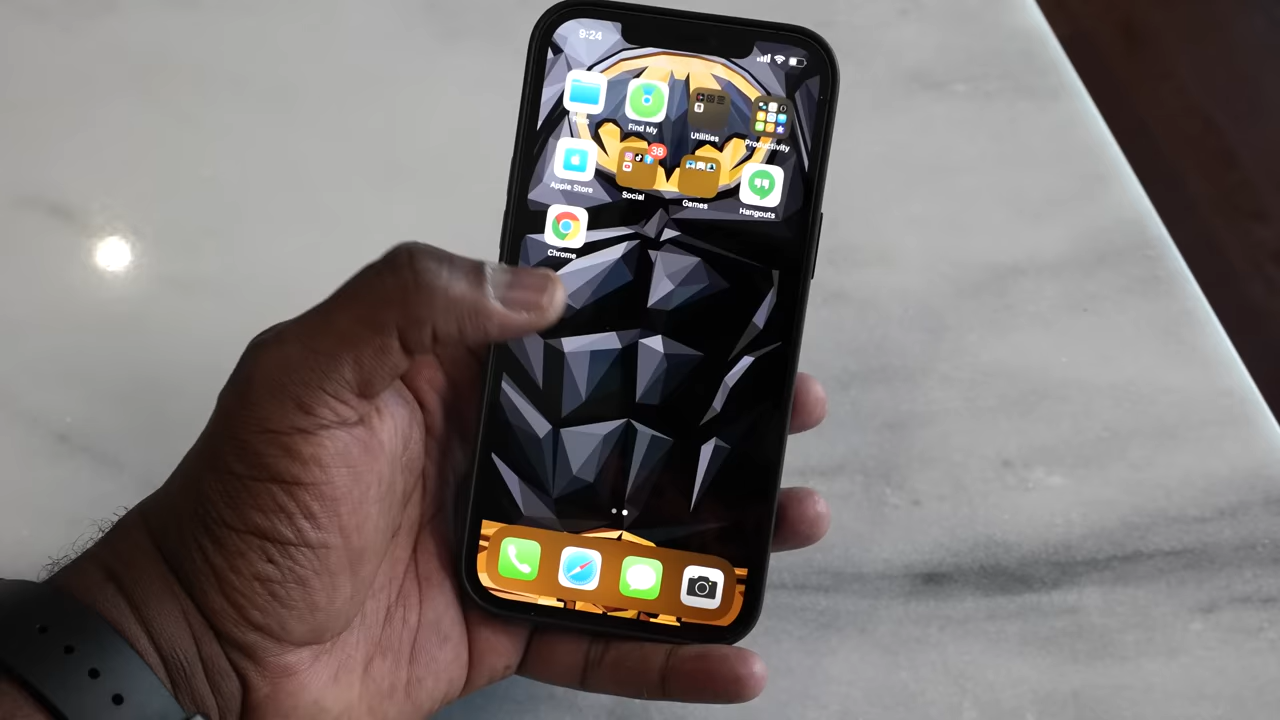 9:24
Find My
Utilities
Productivity
Apple Store
38
Social
Games
Hangouts
Chrome